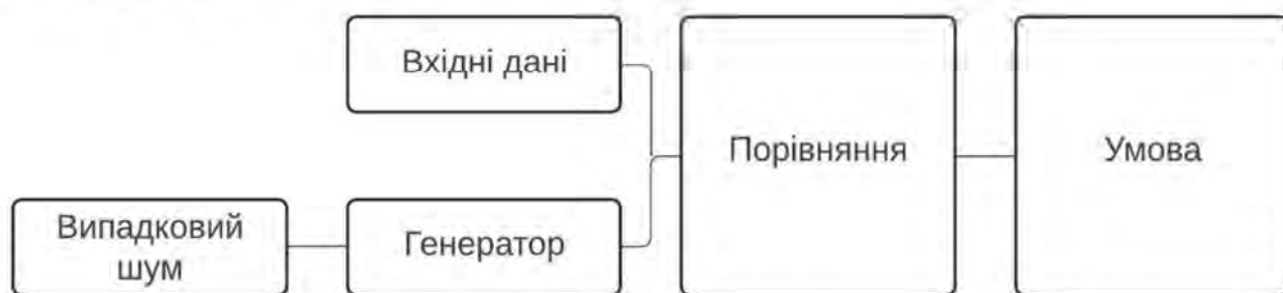 Вхідні дані
Порівняння
Умова
Випадковий
шум
Генератор